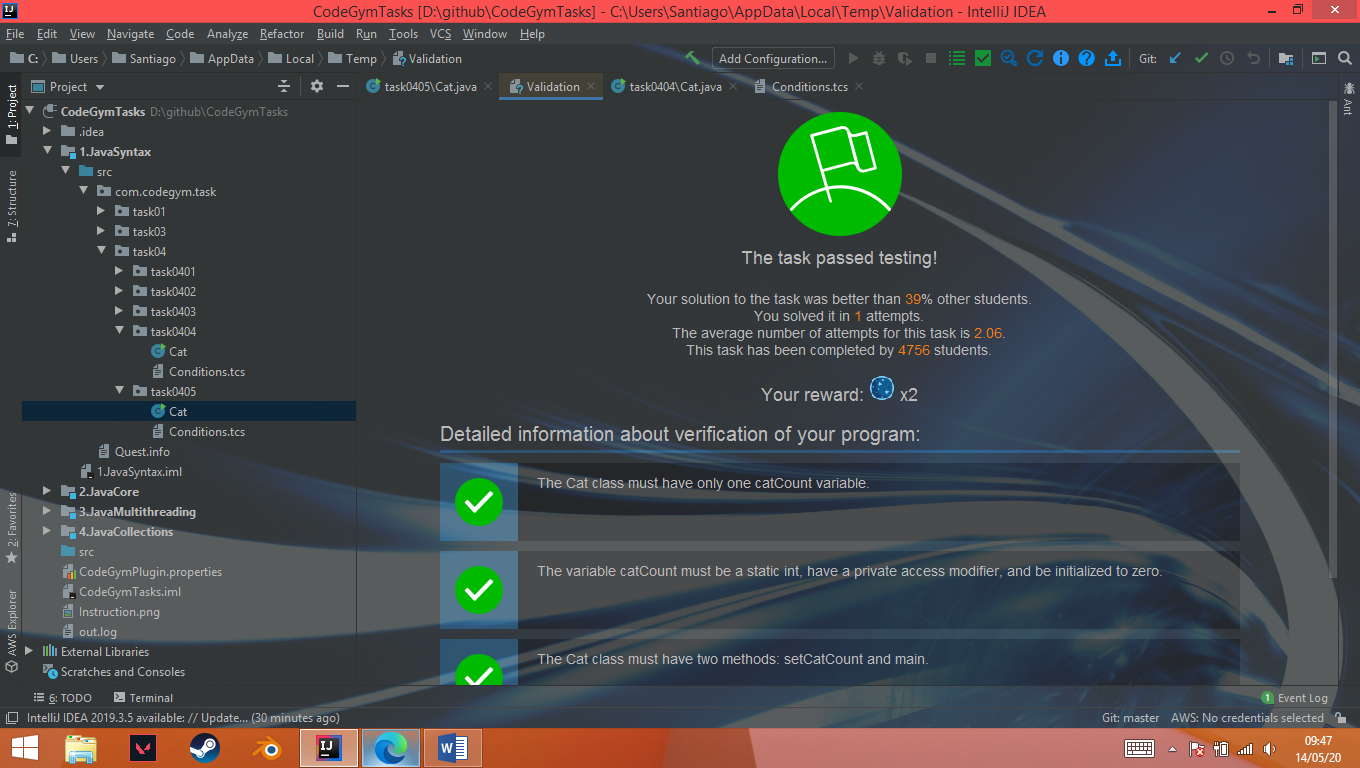 CodeGymTasks [D:\github\CodeGymTasks] - C:\Users\Santiago\AppData\Local\Temp\Validation - IntelliJ IDEA
File Edit View Navigate Code Analyze Refactor Build Run Tools VCS Window Help
C: Users Santiago AppData Local Temp Validation Add Configuration... Git:
Project task0405\Cat.java Validation task0404\Cat.java Conditions.tcs
1: Project
7: Structure
2: Favorites
AWS Explorer
CodeGymTasks D:\github\CodeGymTasks
.idea
1.JavaSyntax
src
com.codegym.task
task01
task03
task04
task0401
task0402
task0403
task0404
Cat
Conditions.tcs
task0405
Cat
Conditions.tcs
Quest.info
1.JavaSyntax.iml
2.JavaCore
3.JavaMultithreading
4.JavaCollections
src
CodeGymPlugin.properties
CodeGymTasks.iml
Instruction.png
out.log
External Libraries
Scratches and Consoles
The task passed testing!
Your solution to the task was better than 39% other students.
You solved it in 1 attempts.
The average number of attempts for this task is 2.06.
This task has been completed by 4756 students.
Your reward: x2
Detailed information about verification of your program:
The Cat class must have only one catCount variable.
The variable catCount must be a static int, have a private access modifier, and be initialized to zero.
The Cat class must have two methods: setCatCount and main.
Ant
6: TODO Terminal 1 Event Log
IntelliJ IDEA 2019.3.5 available: // Update... (30 minutes ago) Git: master AWS: No credentials selected
09:47
14/05/20